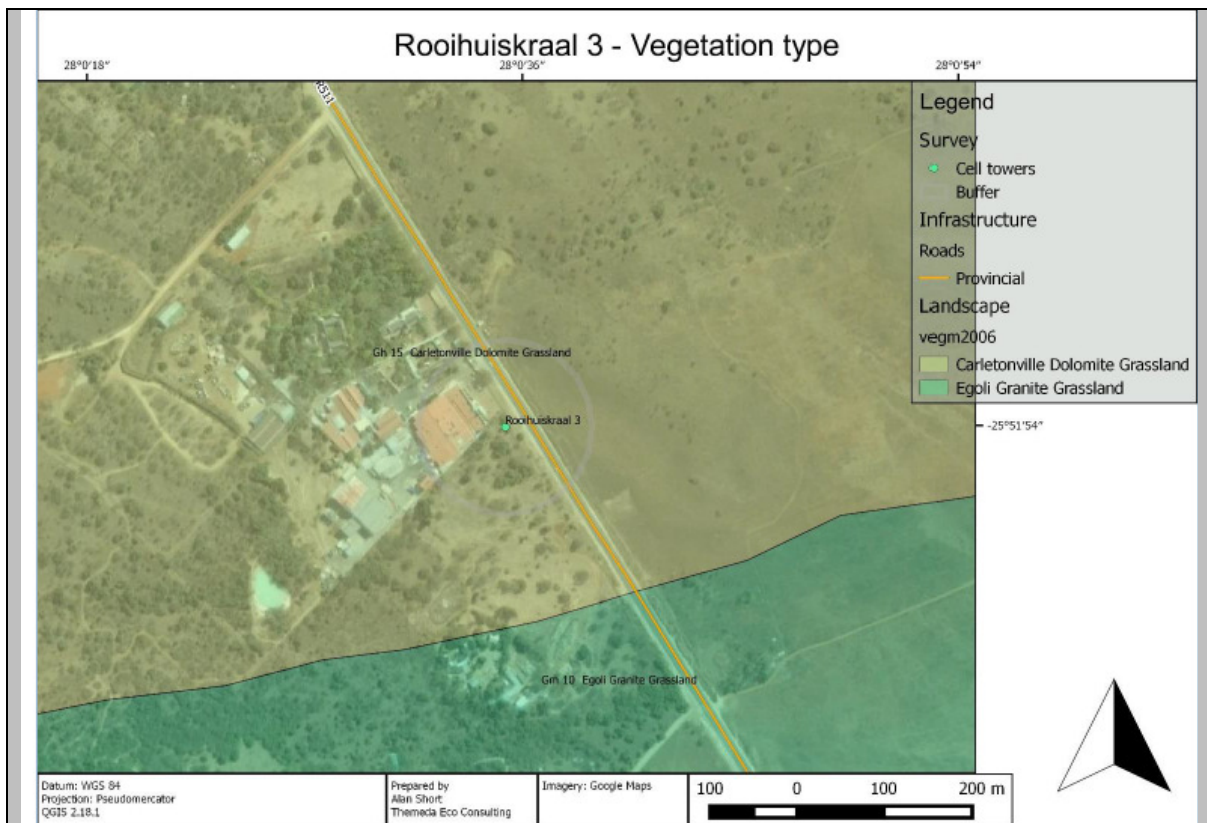 Rooihuiskraal 3 - Vegetation type
28°0'18"
28°0'36"
28°0'54"
R511
Legend
Survey
Cell towers
Buffer
Infrastructure
Roads
Provincial
Landscape
vegm2006
Carletonville Dolomite Grassland
Egoli Granite Grassland
Gh 15 Carletonville Dolomite Grassland
Rooihuiskraal 3
-25°51'54"
Gm 10 Egoli Granite Grassland
Datum: WGS 84
Projection: Pseudomercator
QGIS 2.18.1
Prepared by
Alan Short
Themeda Eco Consulting
Imagery: Google Maps
100 0 100 200 m